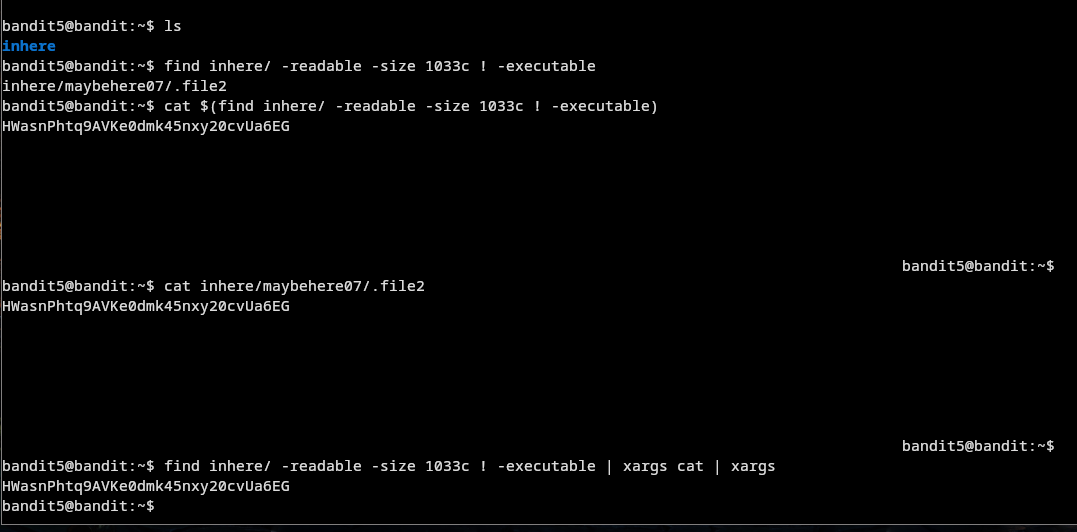 bandit5@bandit:~$ ls
inhere
bandit5@bandit:~$ find inhere/ -readable -size 1033c ! -executable
inhere/maybehere07/.file2
bandit5@bandit:~$ cat $(find inhere/ -readable -size 1033c ! -executable)
HWasnPhtq9AVKe0dmk45nxy20cvUa6EG
bandit5@bandit:~$
bandit5@bandit:~$ cat inhere/maybehere07/.file2
HWasnPhtq9AVKe0dmk45nxy20cvUa6EG
bandit5@bandit:~$
bandit5@bandit:~$ find inhere/ -readable -size 1033c ! -executable | xargs cat | xargs
HWasnPhtq9AVKe0dmk45nxy20cvUa6EG
bandit5@bandit:~$